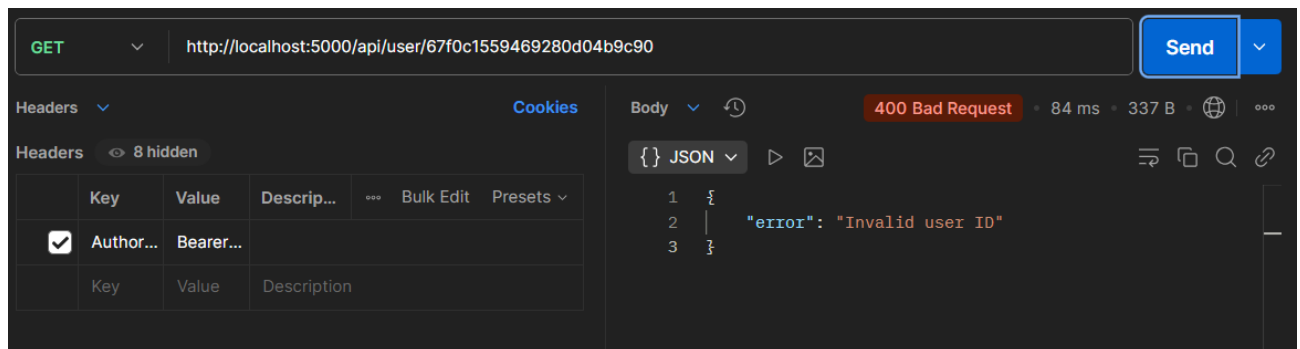 GET http://localhost:5000/api/user/67f0c1559469280d04b9c90 Send
Headers Cookies
Headers 8 hidden
Key Value Descrip... Bulk Edit Presets
Author... Bearer...
Key Value Description
Body 400 Bad Request 84 ms 337 B
{} JSON
1 {
2 "error": "Invalid user ID"
3 }